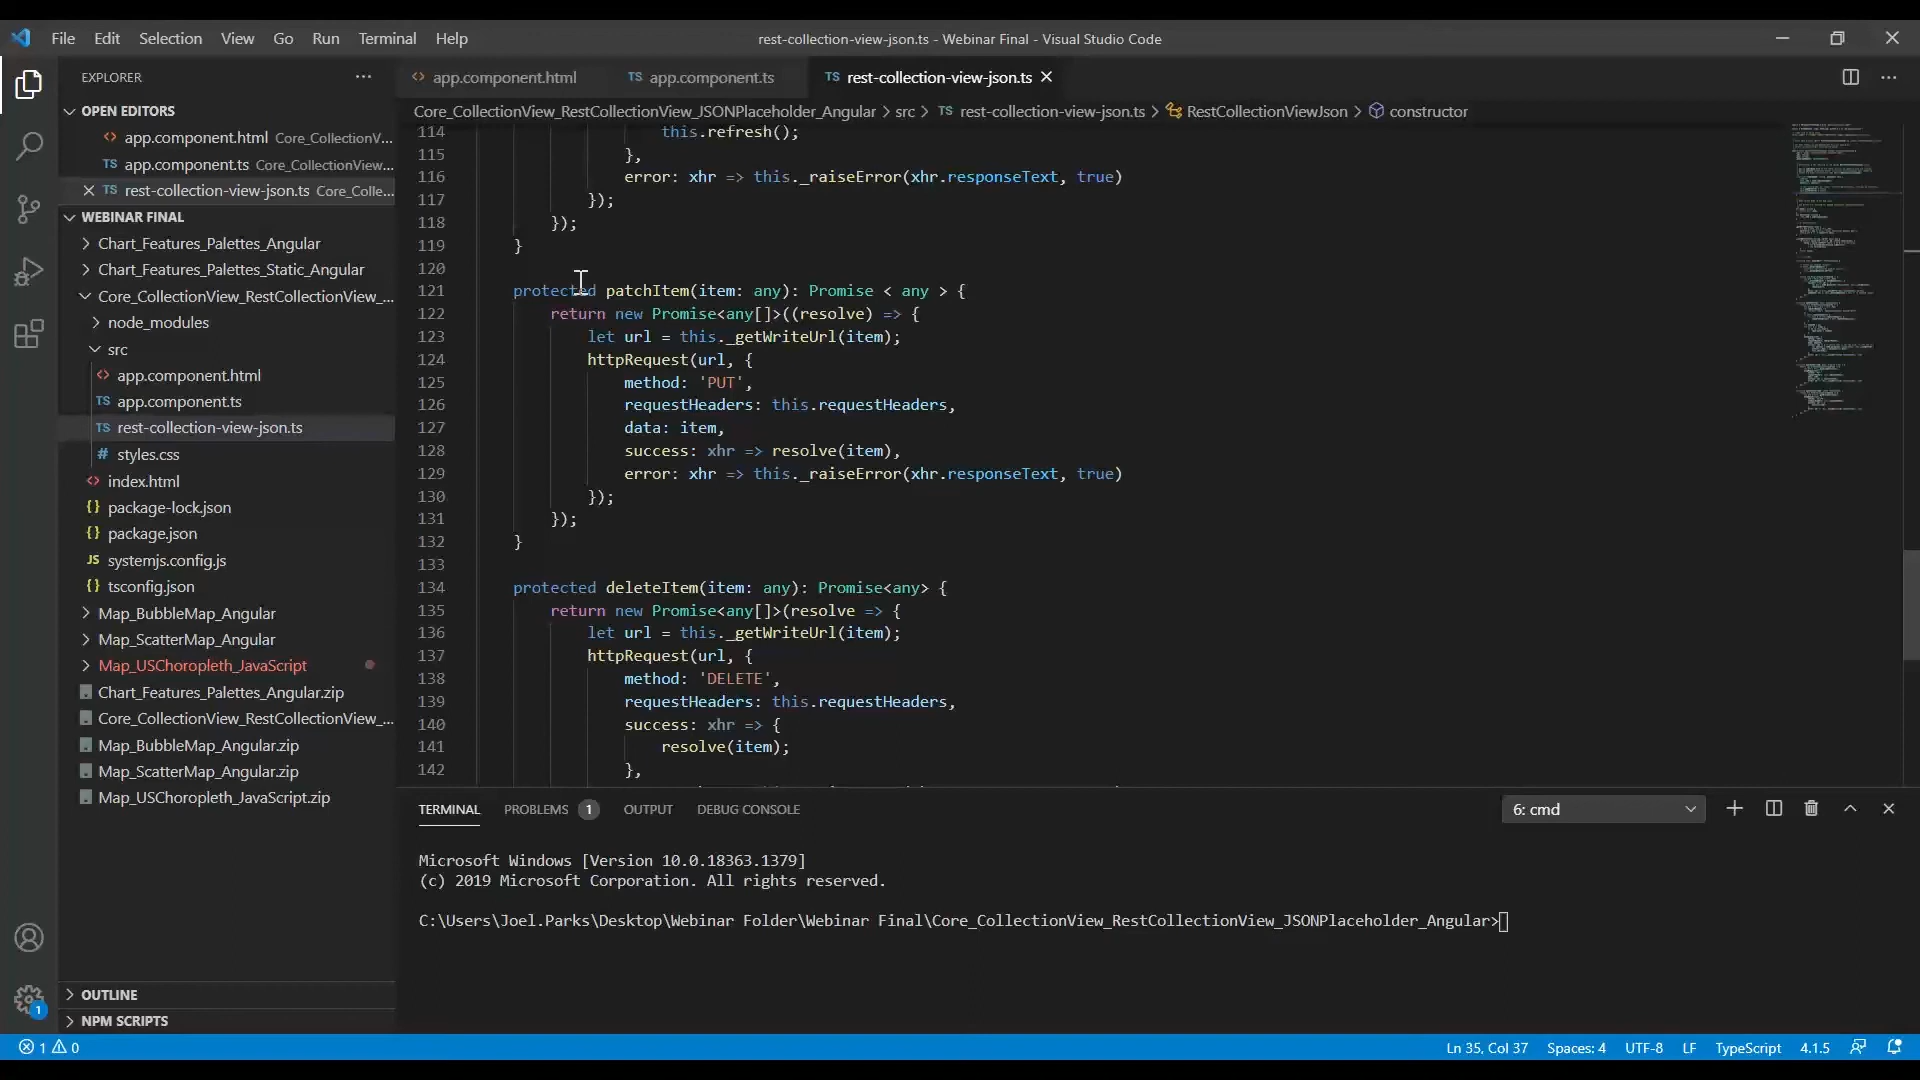 File Edit Selection View Go Run Terminal Help
rest-collection-view-json.ts - Webinar Final - Visual Studio Code
EXPLORER
OPEN EDITORS
app.component.html Core_CollectionV...
TS app.component.ts Core_CollectionView...
TS rest-collection-view-json.ts Core_Colle...
WEBINAR FINAL
Chart_Features_Palettes_Angular
Chart_Features_Palettes_Static_Angular
Core_CollectionView_RestCollectionView_...
node_modules
src
app.component.html
TS app.component.ts
TS rest-collection-view-json.ts
# styles.css
index.html
{} package-lock.json
{} package.json
JS systemjs.config.js
{} tsconfig.json
Map_BubbleMap_Angular
Map_ScatterMap_Angular
Map_USChoropleth_JavaScript
Chart_Features_Palettes_Angular.zip
Core_CollectionView_RestCollectionView_...
Map_BubbleMap_Angular.zip
Map_ScatterMap_Angular.zip
Map_USChoropleth_JavaScript.zip
OUTLINE
NPM SCRIPTS
app.component.html TS app.component.ts TS rest-collection-view-json.ts
Core_CollectionView_RestCollectionView_JSONPlaceholder_Angular > src > TS rest-collection-view-json.ts > RestCollectionViewJson > constructor
114 this.refresh();
115 },
116 error: xhr => this._raiseError(xhr.responseText, true)
117 });
118 });
119 }
120
121 protected patchItem(item: any): Promise < any > {
122 return new Promise<any[]>((resolve) => {
123 let url = this._getWriteUrl(item);
124 httpRequest(url, {
125 method: 'PUT',
126 requestHeaders: this.requestHeaders,
127 data: item,
128 success: xhr => resolve(item),
129 error: xhr => this._raiseError(xhr.responseText, true)
130 });
131 });
132 }
133
134 protected deleteItem(item: any): Promise<any> {
135 return new Promise<any[]>(resolve => {
136 let url = this._getWriteUrl(item);
137 httpRequest(url, {
138 method: 'DELETE',
139 requestHeaders: this.requestHeaders,
140 success: xhr => {
141 resolve(item);
142 },
TERMINAL PROBLEMS 1 OUTPUT DEBUG CONSOLE
6: cmd
Microsoft Windows [Version 10.0.18363.1379]
(c) 2019 Microsoft Corporation. All rights reserved.
C:\Users\Joel.Parks\Desktop\Webinar Folder\Webinar Final\Core_CollectionView_RestCollectionView_JSONPlaceholder_Angular>
1
1 0
Ln 35, Col 37 Spaces: 4 UTF-8 LF TypeScript 4.1.5